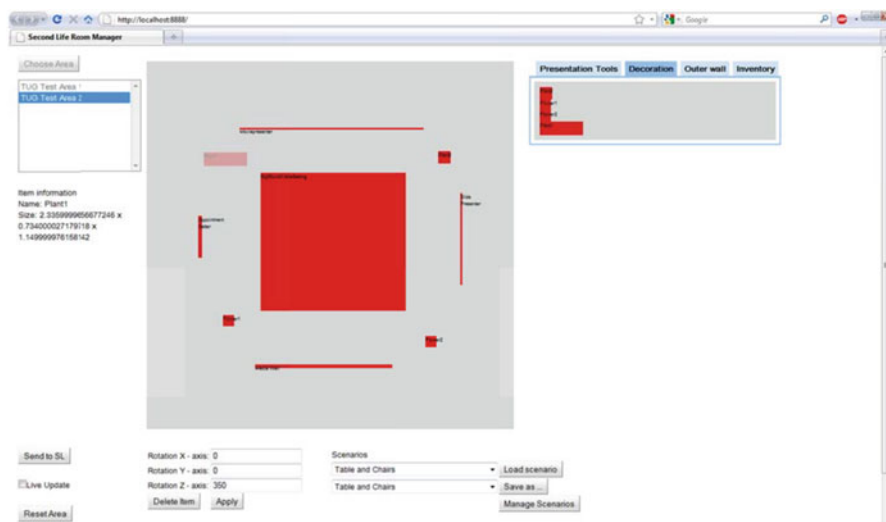 http://localhost:8888/
Google
Second Life Room Manager
Choose Area
TUG Test Area 1
TUG Test Area 2
Item information
Name: Plant1
Size: 2.3359999656677246 x
0.734000027179718 x
1.149999976158142
Presentation Tools Decoration Outer wall Inventory
Slide
Presenter
Send to SL
Live Update
Reset Area
Rotation X - axis: 0
Rotation Y - axis: 0
Rotation Z - axis: 350
Delete Item Apply
Scenarios
Table and Chairs Load scenario
Table and Chairs Save as ...
Manage Scenarios